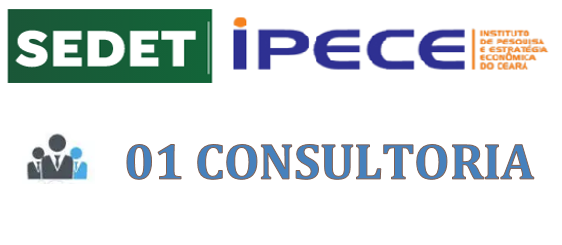 SEDET
iPECE
INSTITUTO
DE PESQUISA
E ESTRATÉGIA
ECONÔMICA
DO CEARÁ
01 CONSULTORIA